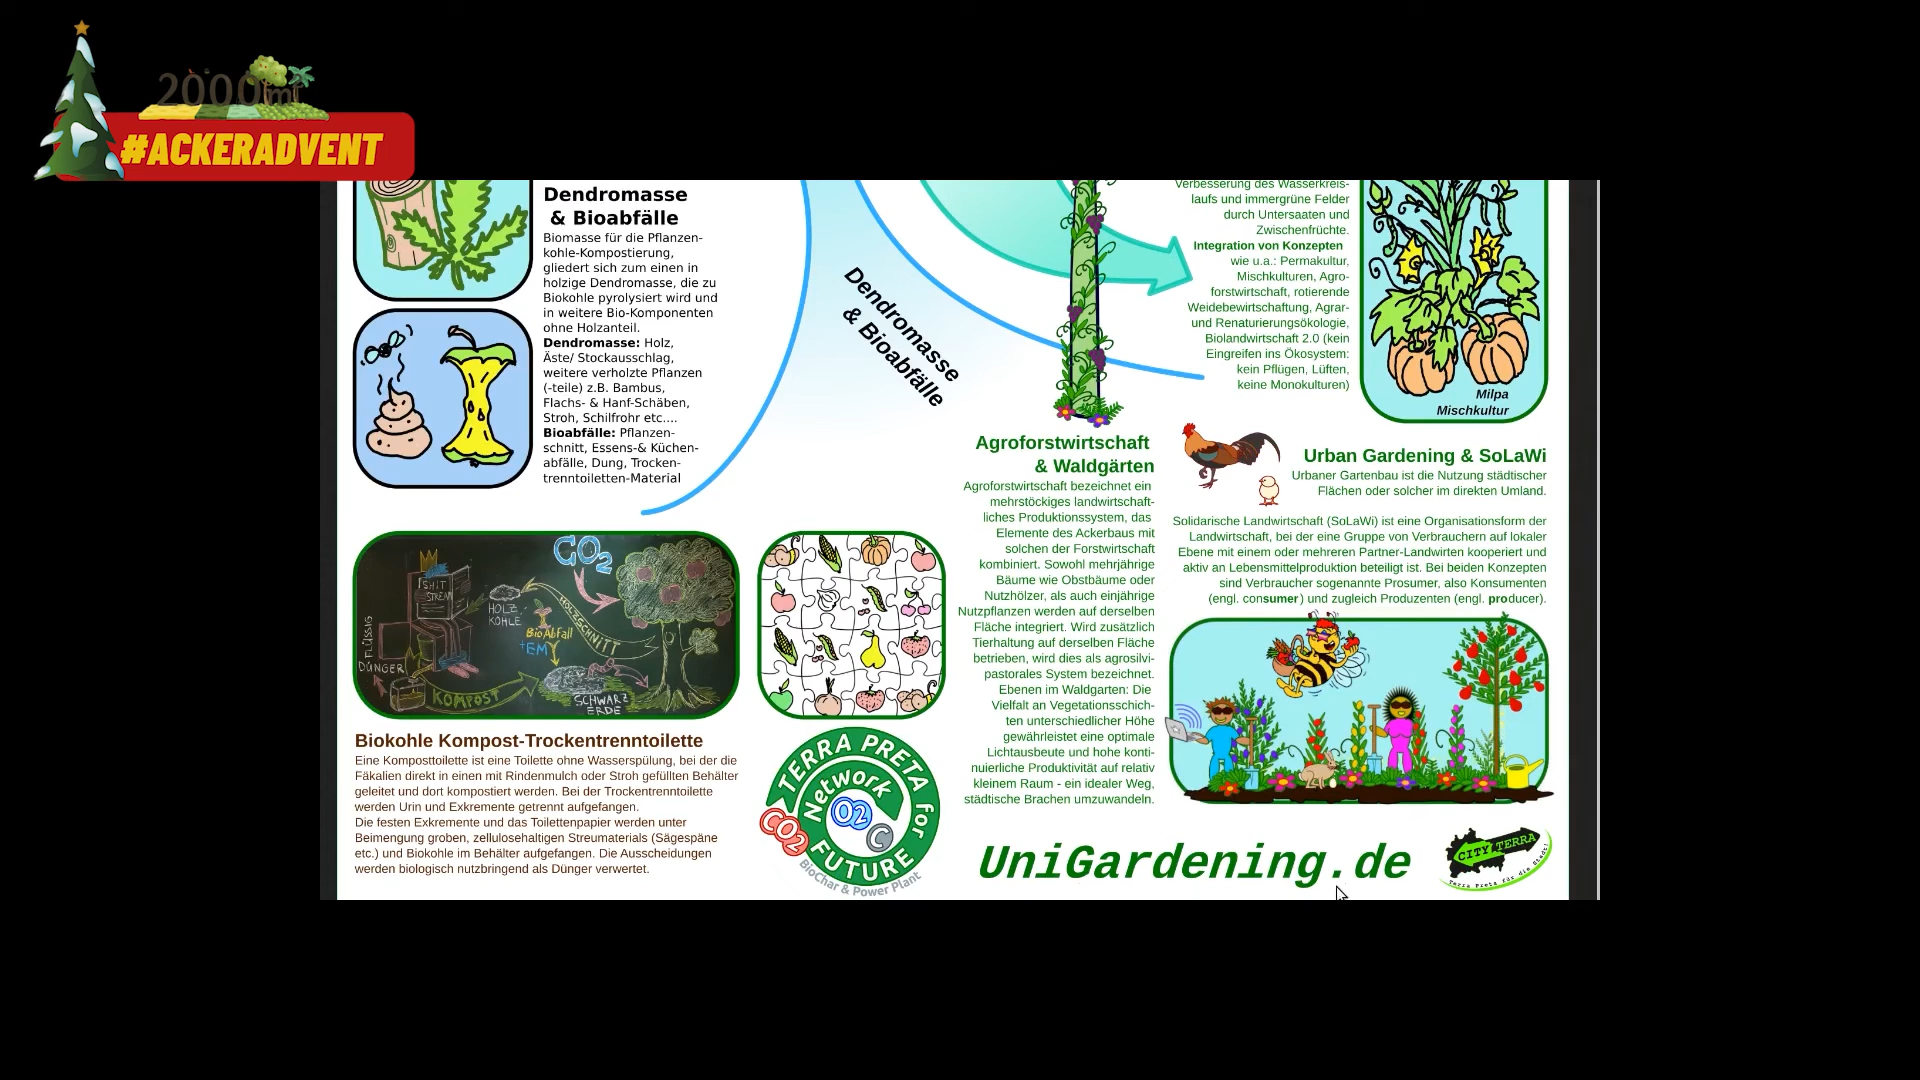 2000m²
#ACKERADVENT
Dendromasse
& Bioabfälle
Biomasse für die Pflanzen-
kohle-Kompostierung,
gliedert sich zum einen in
holzige Dendromasse, die zu
Biokohle pyrolysiert wird und
in weitere Bio-Komponenten
ohne Holzanteil.
Dendromasse: Holz,
Äste/ Stockausschlag,
weitere verholzte Pflanzen
(-teile) z.B. Bambus,
Flachs- & Hanf-Schäben,
Stroh, Schilfrohr etc....
Bioabfälle: Pflanzen-
schnitt, Essens-& Küchen-
abfälle, Dung, Trocken-
trenntoiletten-Material
Dendromasse
& Bioabfälle
Verbesserung des Wasserkreis-
laufs und immergrüne Felder
durch Untersaaten und
Zwischenfrüchte.
Integration von Konzepten
wie u.a.: Permakultur,
Mischkulturen, Agro-
forstwirtschaft, rotierende
Weidebewirtschaftung, Agrar-
und Renaturierungsökologie,
Biolandwirtschaft 2.0 (kein
Eingreifen ins Ökosystem:
kein Pflügen, Lüften,
keine Monokulturen)
Milpa
Mischkultur
Agroforstwirtschaft
& Waldgärten
Agroforstwirtschaft bezeichnet ein
mehrstöckiges landwirtschaft-
liches Produktionssystem, das
Elemente des Ackerbaus mit
solchen der Forstwirtschaft
kombiniert. Sowohl mehrjährige
Bäume wie Obstbäume oder
Nutzhölzer, als auch einjährige
Nutzpflanzen werden auf derselben
Fläche integriert. Wird zusätzlich
Tierhaltung auf derselben Fläche
betrieben, wird dies als agrosilvi-
pastorales System bezeichnet.
Ebenen im Waldgarten: Die
Vielfalt an Vegetationsschich-
ten unterschiedlicher Höhe
gewährleistet eine optimale
Lichtausbeute und hohe konti-
nuierliche Produktivität auf relativ
kleinem Raum - ein idealer Weg,
städtische Brachen umzuwandeln.
Urban Gardening & SoLaWi
Urbaner Gartenbau ist die Nutzung städtischer
Flächen oder solcher im direkten Umland.
Solidarische Landwirtschaft (SoLaWi) ist eine Organisationsform der
Landwirtschaft, bei der eine Gruppe von Verbrauchern auf lokaler
Ebene mit einem oder mehreren Partner-Landwirten kooperiert und
aktiv an Lebensmittelproduktion beteiligt ist. Bei beiden Konzepten
sind Verbraucher sogenannte Prosumer, also Konsumenten
(engl. consumer) und zugleich Produzenten (engl. producer).
CO2
SHIT
STREAM
HOLZ
KOHLE
HOLZSCHNITT
BioAbfall
+EM
FLÜSSIG
DÜNGER
KOMPOST
SCHWARZ
ERDE
Biokohle Kompost-Trockentrenntoilette
Eine Komposttoilette ist eine Toilette ohne Wasserspülung, bei der die
Fäkalien direkt in einen mit Rindenmulch oder Stroh gefüllten Behälter
geleitet und dort kompostiert werden. Bei der Trockentrenntoilette
werden Urin und Exkremente getrennt aufgefangen.
Die festen Exkremente und das Toilettenpapier werden unter
Beimengung groben, zellulosehaltigen Streumaterials (Sägespäne
etc.) und Biokohle im Behälter aufgefangen. Die Ausscheidungen
werden biologisch nutzbringend als Dünger verwertet.
TERRA PRETA for FUTURE
Network
O2
C
CO2
BioChar & Power Plant
UniGardening.de
CITY TERRA
Terra Preta für die Stadt!